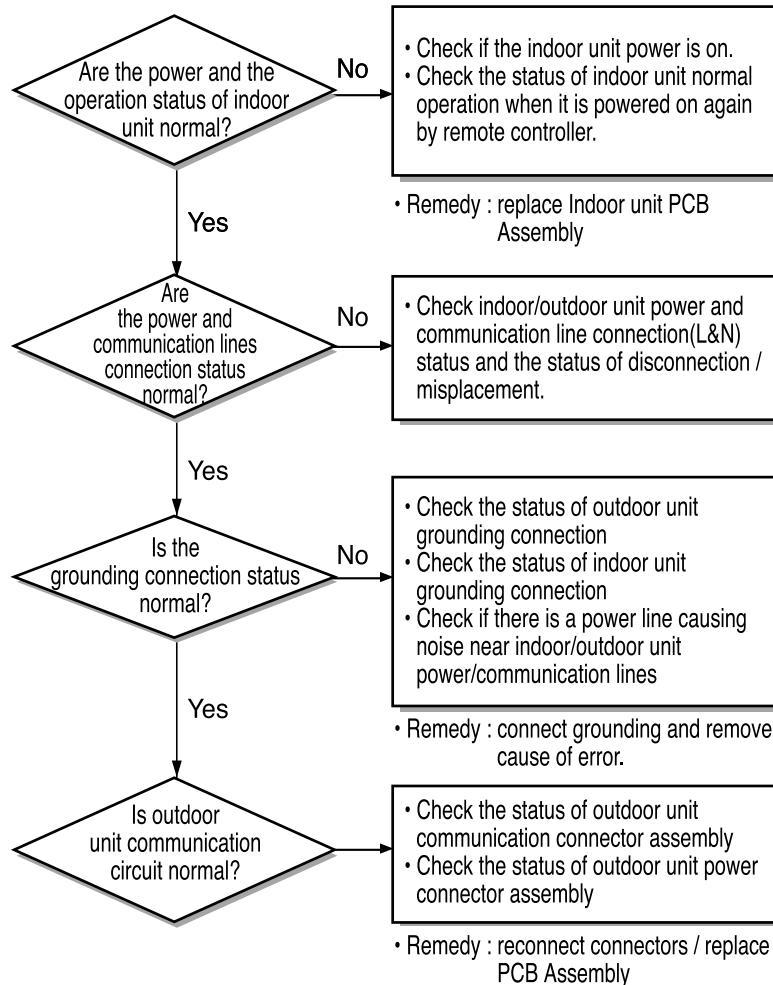 Are the power and the
operation status of indoor
unit normal?
No
• Check if the indoor unit power is on.
• Check the status of indoor unit normal
operation when it is powered on again
by remote controller.
• Remedy : replace Indoor unit PCB
Assembly
Yes
Are
the power and
communication lines
connection status
normal?
No
• Check indoor/outdoor unit power and
communication line connection(L&N)
status and the status of disconnection /
misplacement.
Yes
Is the
grounding connection status
normal?
No
• Check the status of outdoor unit
grounding connection
• Check the status of indoor unit
grounding connection
• Check if there is a power line causing
noise near indoor/outdoor unit
power/communication lines
• Remedy : connect grounding and remove
cause of error.
Yes
Is outdoor
unit communication
circuit normal?
• Check the status of outdoor unit
communication connector assembly
• Check the status of outdoor unit power
connector assembly
• Remedy : reconnect connectors / replace
PCB Assembly